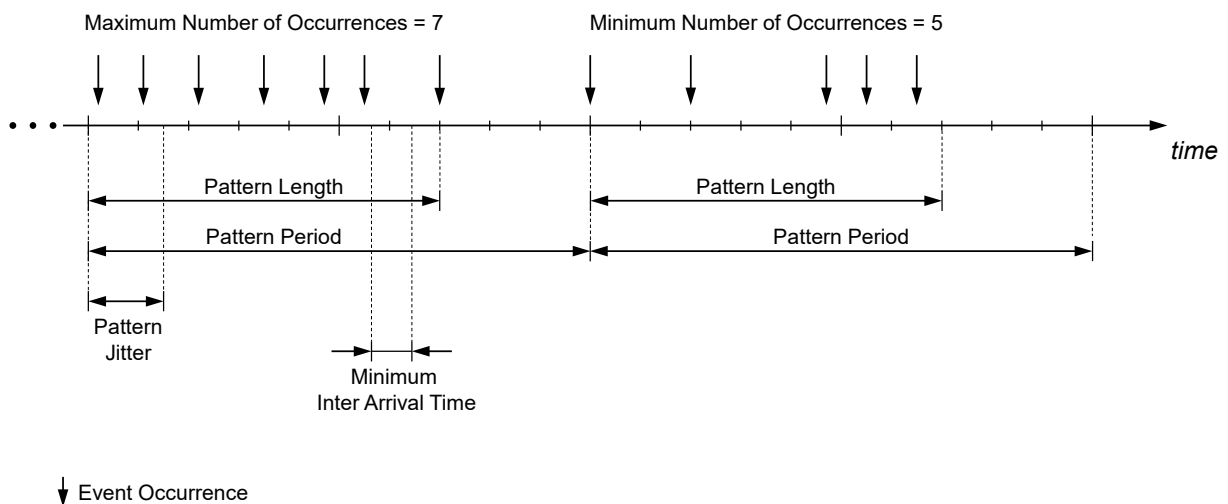 Maximum Number of Occurrences = 7
Minimum Number of Occurrences = 5
time
Pattern Length
Pattern Length
Pattern Period
Pattern Period
Pattern
Jitter
Minimum
Inter Arrival Time
Event Occurrence